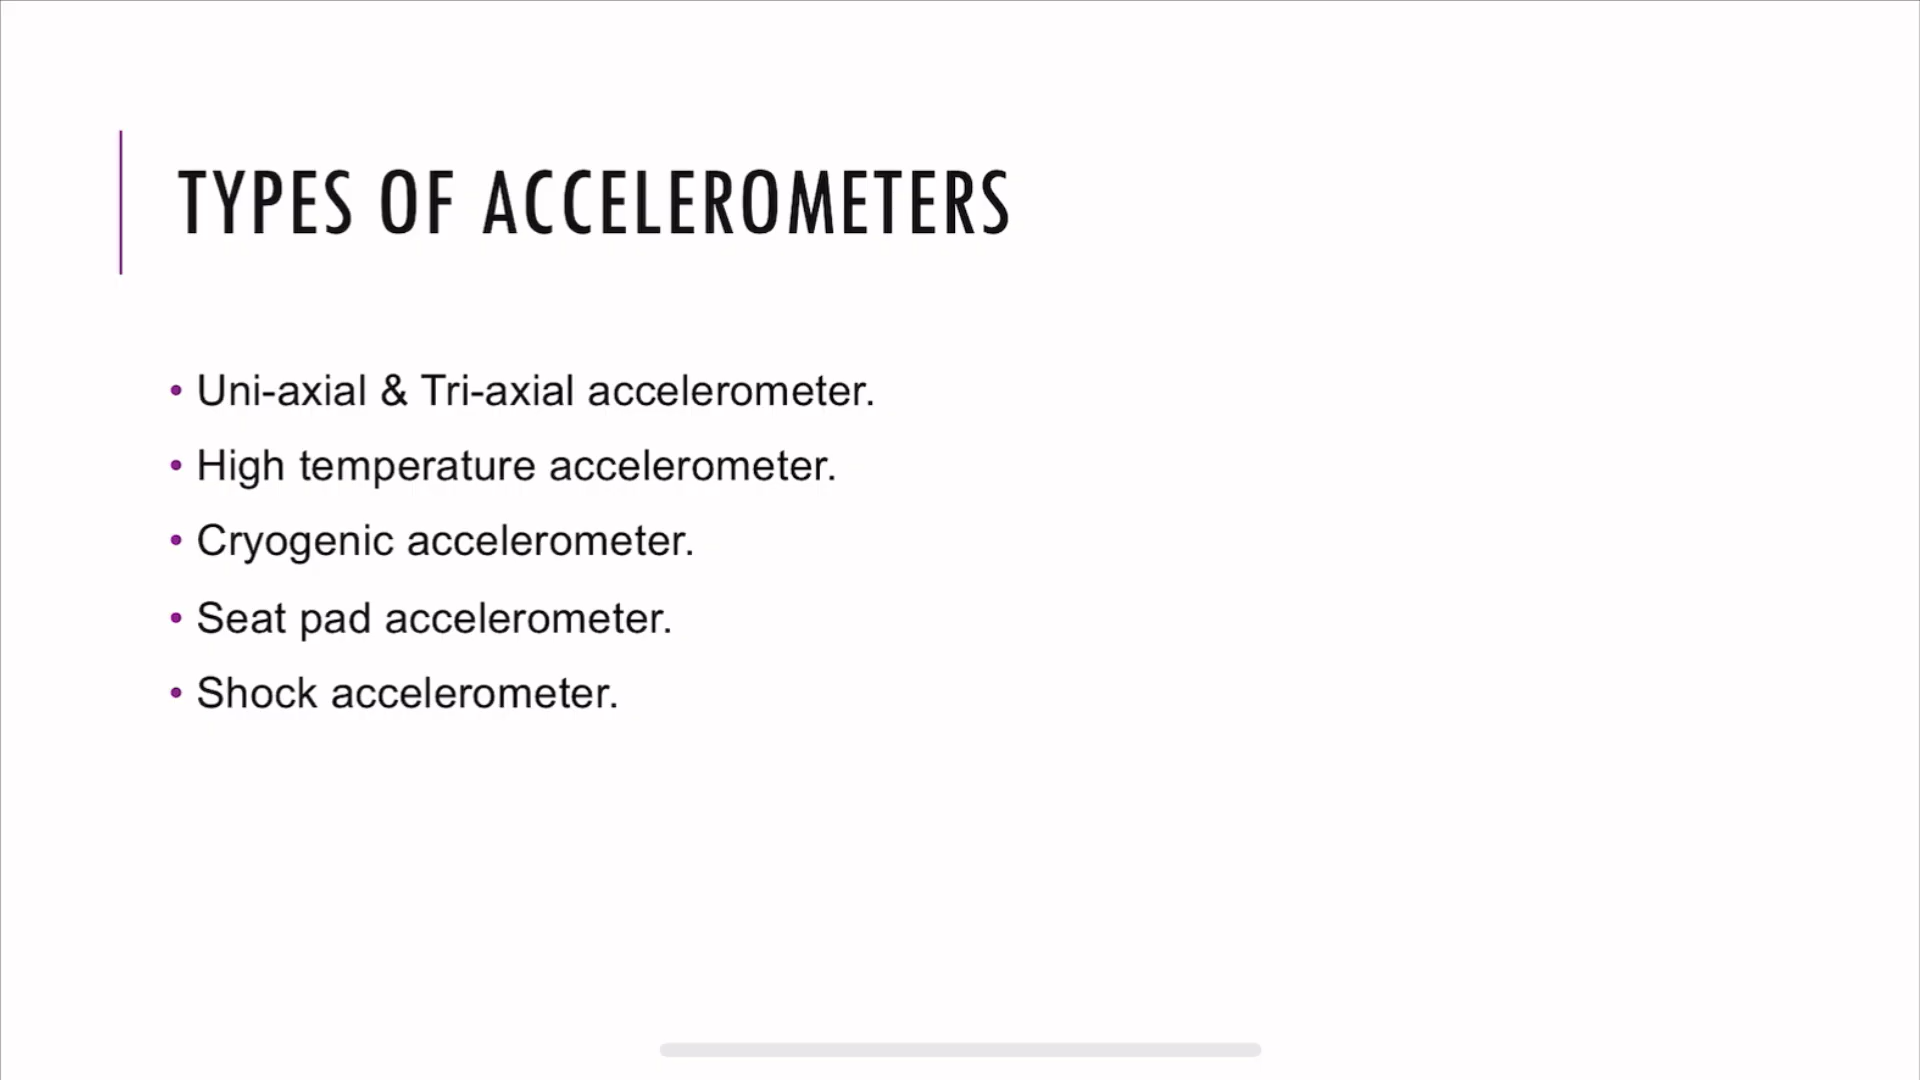 TYPES OF ACCELEROMETERS
• Uni-axial & Tri-axial accelerometer.
• High temperature accelerometer.
• Cryogenic accelerometer.
• Seat pad accelerometer.
• Shock accelerometer.